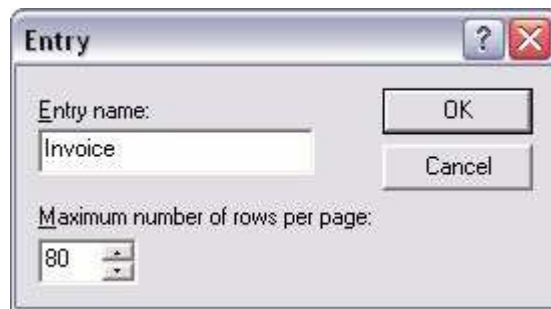 Entry
Entry name:
OK
Invoice
Cancel
Maximum number of rows per page:
80